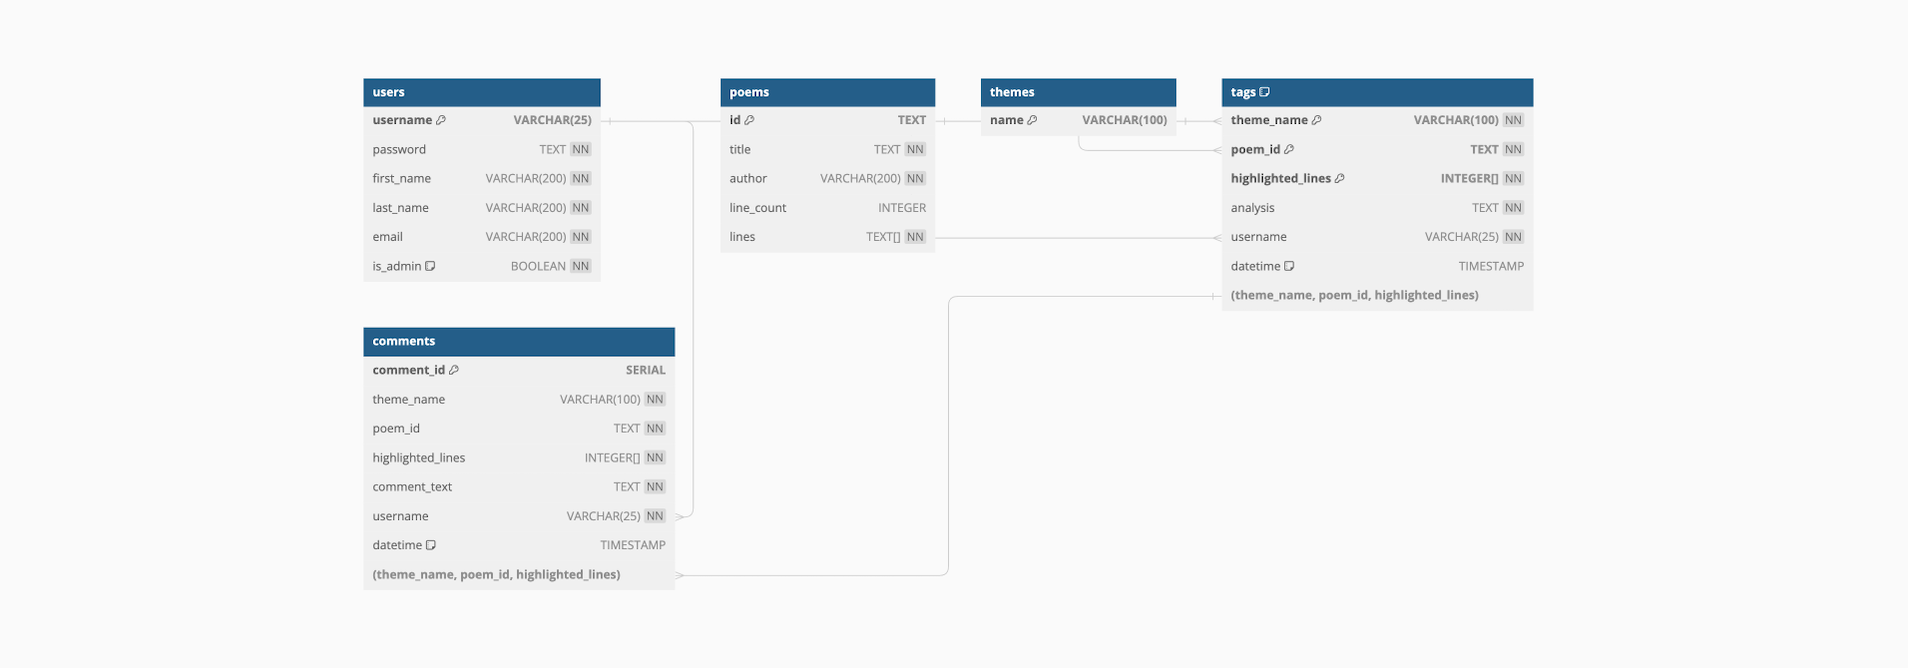 users
username VARCHAR(25)
password TEXT NN
first_name VARCHAR(200) NN
last_name VARCHAR(200) NN
email VARCHAR(200) NN
is_admin BOOLEAN NN
poems
id TEXT
title TEXT NN
author VARCHAR(200) NN
line_count INTEGER
lines TEXT[] NN
themes
name VARCHAR(100)
tags
theme_name VARCHAR(100) NN
poem_id TEXT NN
highlighted_lines INTEGER[] NN
analysis TEXT NN
username VARCHAR(25) NN
datetime TIMESTAMP
(theme_name, poem_id, highlighted_lines)
comments
comment_id SERIAL
theme_name VARCHAR(100) NN
poem_id TEXT NN
highlighted_lines INTEGER[] NN
comment_text TEXT NN
username VARCHAR(25) NN
datetime TIMESTAMP
(theme_name, poem_id, highlighted_lines)